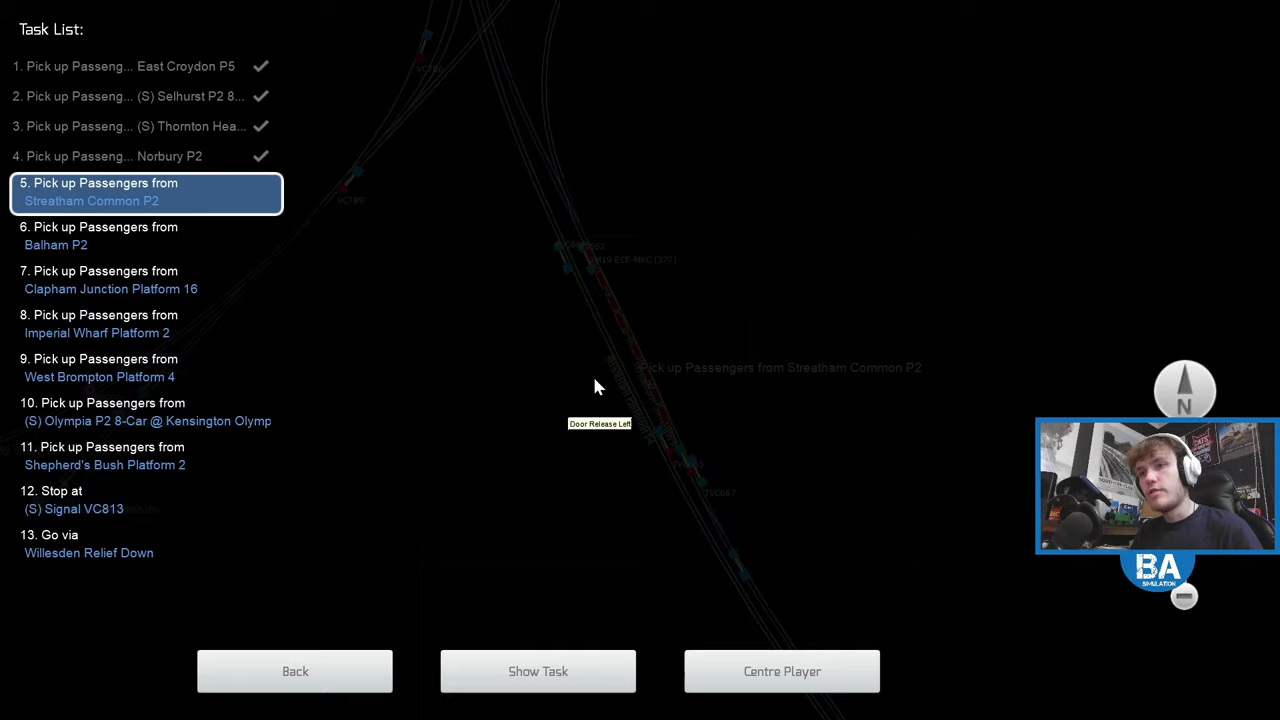 Task List:
1. Pick up Passeng... East Croydon P5
2. Pick up Passeng... (S) Selhurst P2 8...
3. Pick up Passeng... (S) Thornton Hea...
4. Pick up Passeng... Norbury P2
5. Pick up Passengers from
Streatham Common P2
6. Pick up Passengers from
Balham P2
7. Pick up Passengers from
Clapham Junction Platform 16
8. Pick up Passengers from
Imperial Wharf Platform 2
9. Pick up Passengers from
West Brompton Platform 4
10. Pick up Passengers from
(S) Olympia P2 8-Car @ Kensington Olymp
11. Pick up Passengers from
Shepherd's Bush Platform 2
12. Stop at
(S) Signal VC813
13. Go via
Willesden Relief Down
VC786
VC789
Pick up Passengers from Streatham Common P2
Door Release Left
TVC667
N
BA
SIMULATION
Back
Show Task
Centre Player